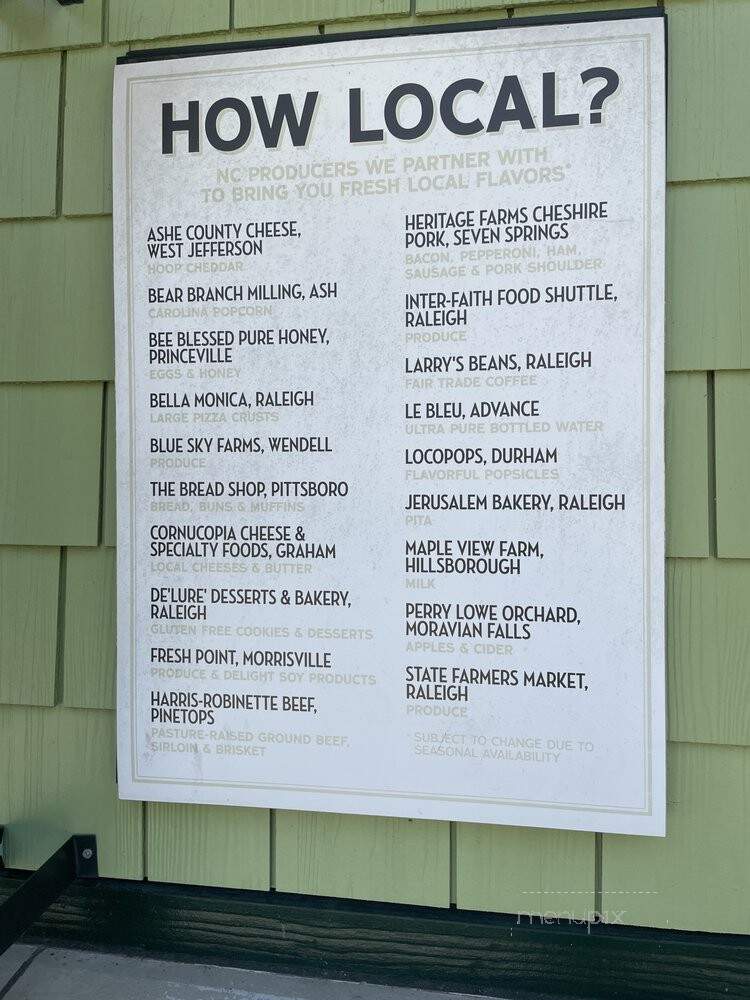 HOW LOCAL?
NC PRODUCERS WE PARTNER WITH
TO BRING YOU FRESH LOCAL FLAVORS*
ASHE COUNTY CHEESE,
WEST JEFFERSON
HOOP CHEDDAR
BEAR BRANCH MILLING, ASH
CAROLINA POPCORN
BEE BLESSED PURE HONEY,
PRINCEVILLE
EGGS & HONEY
BELLA MONICA, RALEIGH
LARGE PIZZA CRUSTS
BLUE SKY FARMS, WENDELL
PRODUCE
THE BREAD SHOP, PITTSBORO
BREAD, BUNS & MUFFINS
CORNUCOPIA CHEESE &
SPECIALTY FOODS, GRAHAM
LOCAL CHEESES & BUTTER
DE'LURE' DESSERTS & BAKERY,
RALEIGH
GLUTEN FREE COOKIES & DESSERTS
FRESH POINT, MORRISVILLE
PRODUCE & DELIGHT SOY PRODUCTS
HARRIS-ROBINETTE BEEF,
PINETOPS
PASTURE-RAISED GROUND BEEF,
SIRLOIN & BRISKET
HERITAGE FARMS CHESHIRE
PORK, SEVEN SPRINGS
BACON, PEPPERONI, HAM,
SAUSAGE & PORK SHOULDER
INTER-FAITH FOOD SHUTTLE,
RALEIGH
PRODUCE
LARRY'S BEANS, RALEIGH
FAIR TRADE COFFEE
LE BLEU, ADVANCE
ULTRA PURE BOTTLED WATER
LOCOPOPS, DURHAM
FLAVORFUL POPSICLES
JERUSALEM BAKERY, RALEIGH
PITA
MAPLE VIEW FARM,
HILLSBOROUGH
MILK
PERRY LOWE ORCHARD,
MORAVIAN FALLS
APPLES & CIDER
STATE FARMERS MARKET,
RALEIGH
PRODUCE
* SUBJECT TO CHANGE DUE TO
SEASONAL AVAILABILITY
menupix